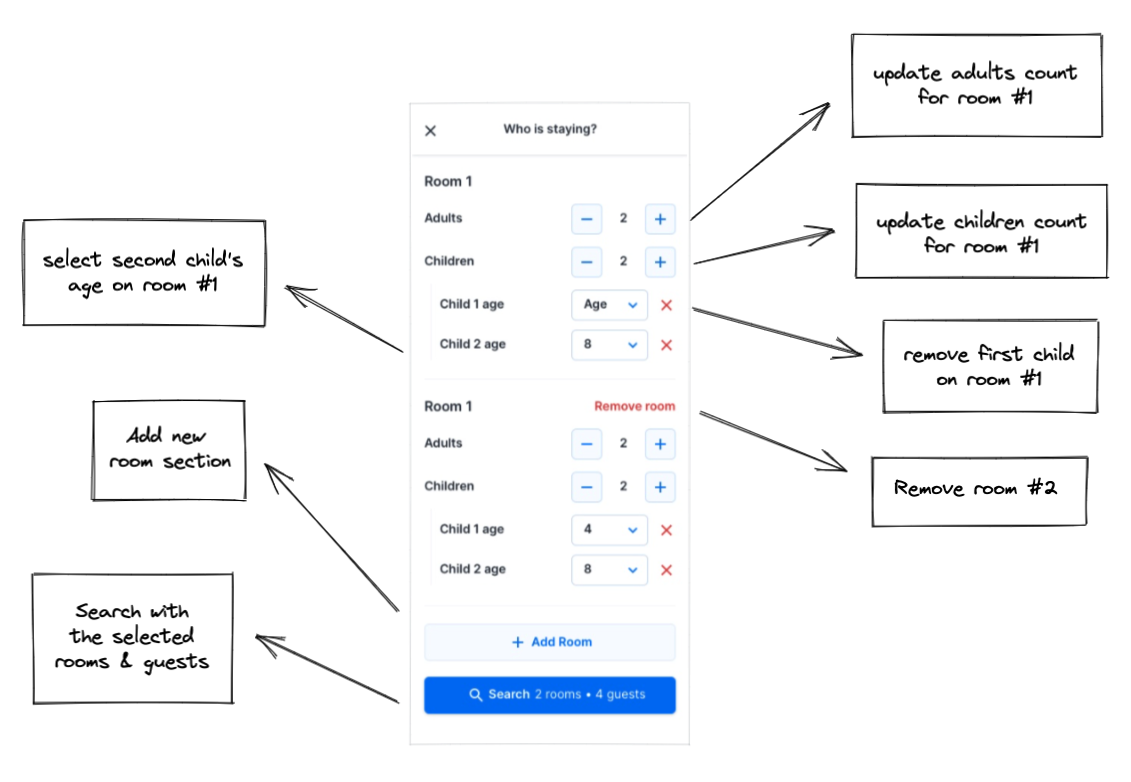 update adults count
for room #1
Who is staying?
Room 1
Adults
2
update children count
for room #1
select second child's
age on room #1
Children
2
Child 1 age
Age
remove first child
on room #1
Child 2 age
8
Room 1
Remove room
Add new
room section
Adults
2
Remove room #2
Children
2
Child 1 age
4
Child 2 age
8
Search with
the selected
rooms & guests
+ Add Room
Search 2 rooms • 4 guests